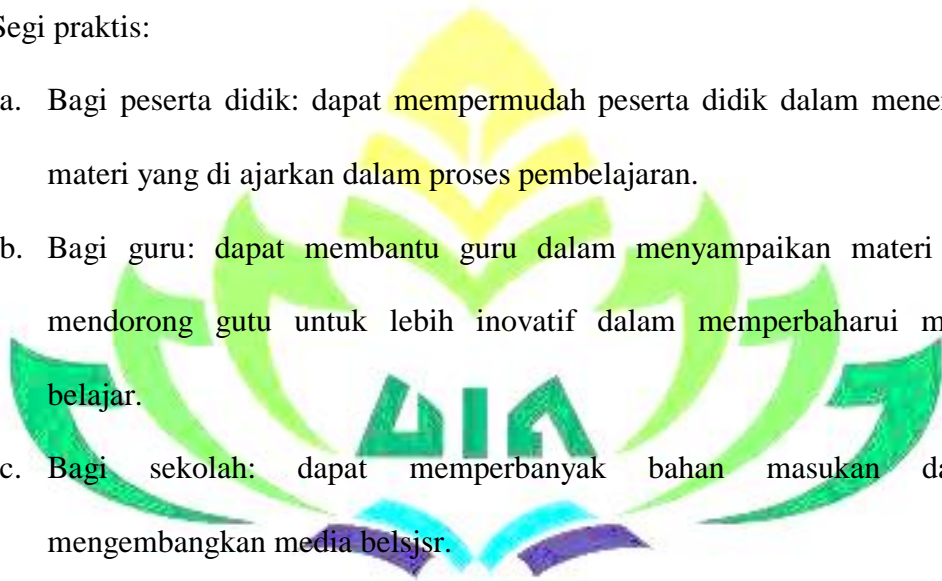 Segi praktis:
a. Bagi peserta didik: dapat mempermudah peserta didik dalam
materi yang di ajarkan dalam proses pembelajaran.
b. Bagi guru: dapat membantu guru dalam menyampaikan materi
mendorong gutu untuk lebih inovatif dalam memperbaharui
belajar.
UIN
c. Bagi sekolah: dapat memperbanyak bahan masukan
mengembangkan media belsjsr.